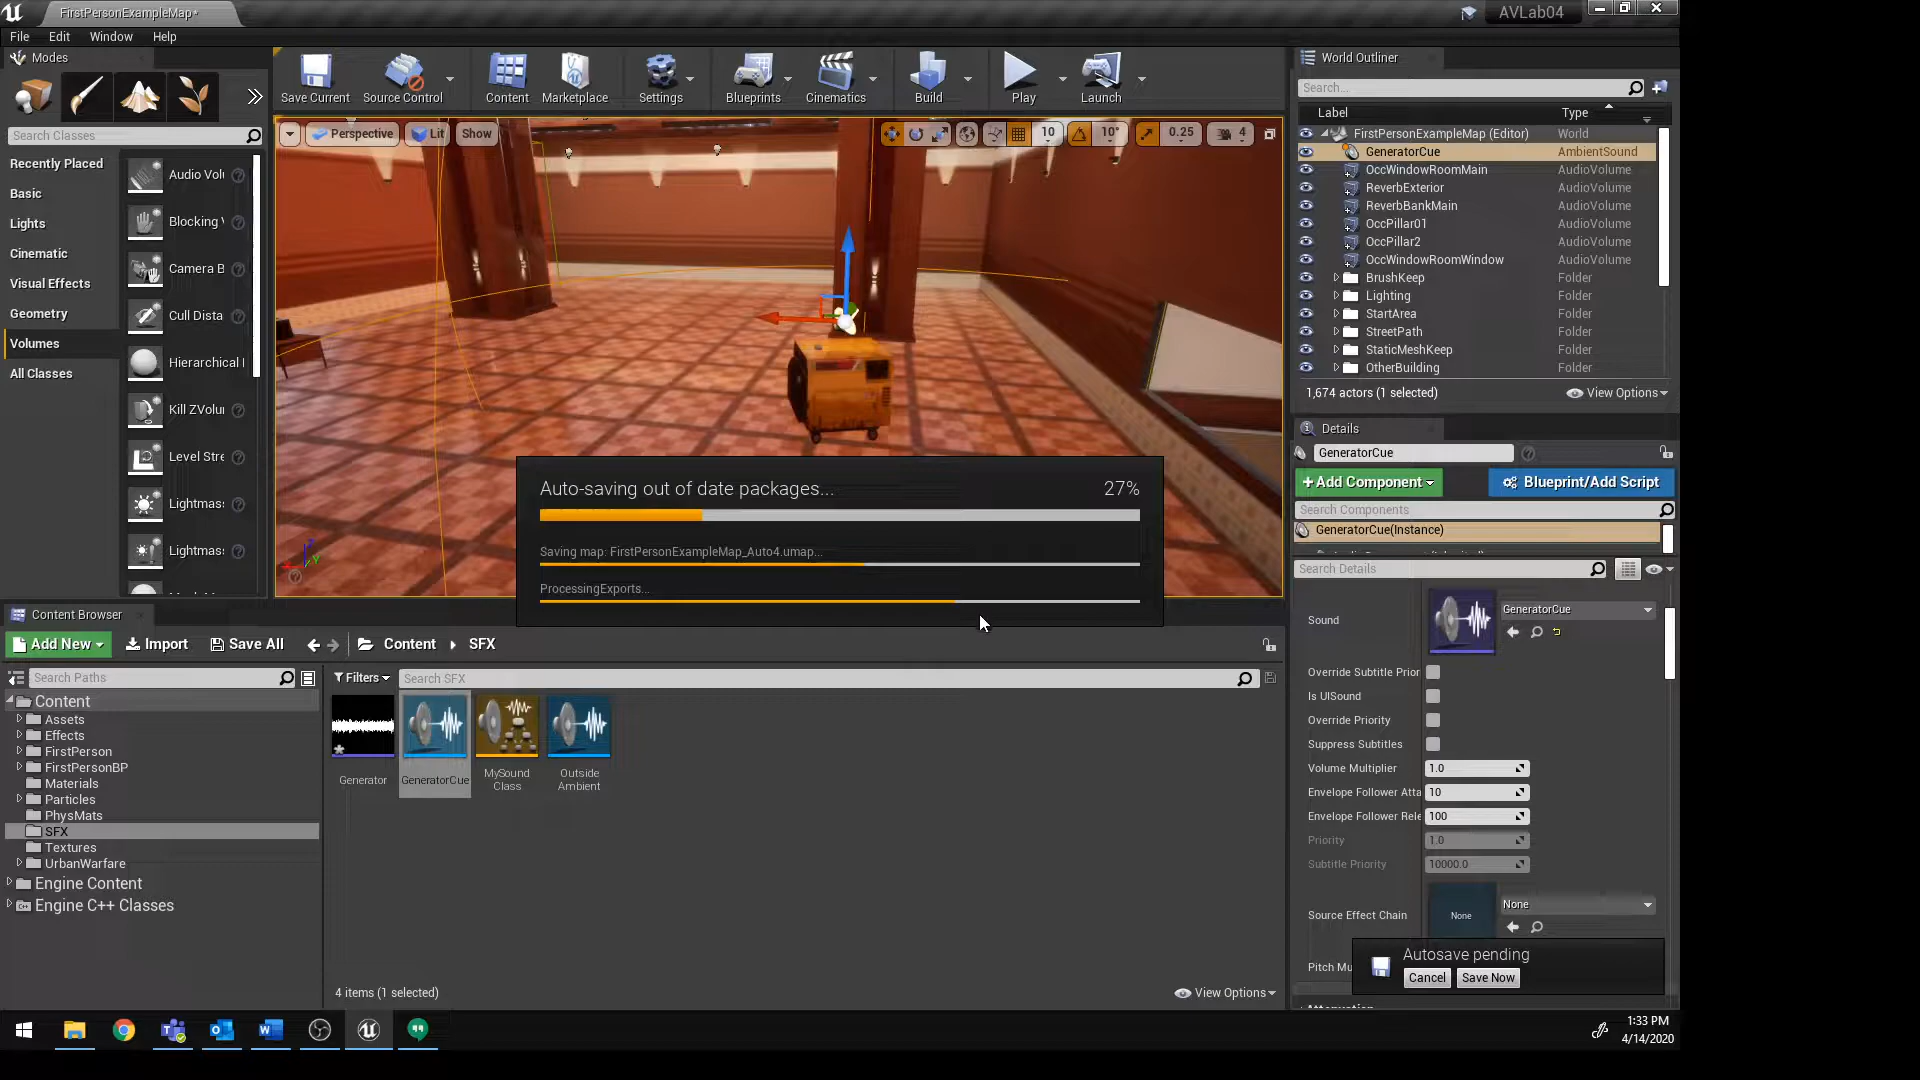 FirstPersonExampleMap*
AVLab04
File Edit Window Help
Modes
Save Current Source Control Content Marketplace Settings Blueprints Cinematics Build Play Launch
Search Classes
Recently Placed
Basic
Lights
Cinematic
Visual Effects
Geometry
Volumes
All Classes
Audio Volu
Blocking V
Camera B
Cull Dista
Hierarchical I
Kill ZVolur
Level Stre
Lightmas:
Lightmas:
Perspective Lit Show
10 10° 0.25 4
World Outliner
Search...
Label Type
FirstPersonExampleMap (Editor) World
GeneratorCue AmbientSound
OccWindowRoomMain AudioVolume
ReverbExterior AudioVolume
ReverbBankMain AudioVolume
OccPillar01 AudioVolume
OccPillar2 AudioVolume
OccWindowRoomWindow AudioVolume
BrushKeep Folder
Lighting Folder
StartArea Folder
StreetPath Folder
StaticMeshKeep Folder
OtherBuilding Folder
1,674 actors (1 selected) View Options
Details
GeneratorCue
+Add Component Blueprint/Add Script
Search Components
GeneratorCue(Instance)
Search Details
Sound GeneratorCue
Override Subtitle Prior
Is UISound
Override Priority
Suppress Subtitles
Volume Multiplier 1.0
Envelope Follower Atta 10
Envelope Follower Rele 100
Priority 1.0
Subtitle Priority 10000.0
Source Effect Chain None None
Pitch Mu
Autosave pending
Cancel Save Now
Auto-saving out of date packages... 27%
Saving map: FirstPersonExampleMap_Auto4.umap...
ProcessingExports...
Content Browser
Add New Import Save All Content SFX
Search Paths
Filters Search SFX
Content
Assets
Effects
FirstPerson
FirstPersonBP
Materials
Particles
PhysMats
SFX
Textures
UrbanWarfare
Engine Content
Engine C++ Classes
Generator
GeneratorCue
MySound Class
Outside Ambient
4 items (1 selected) View Options
1:33 PM
4/14/2020